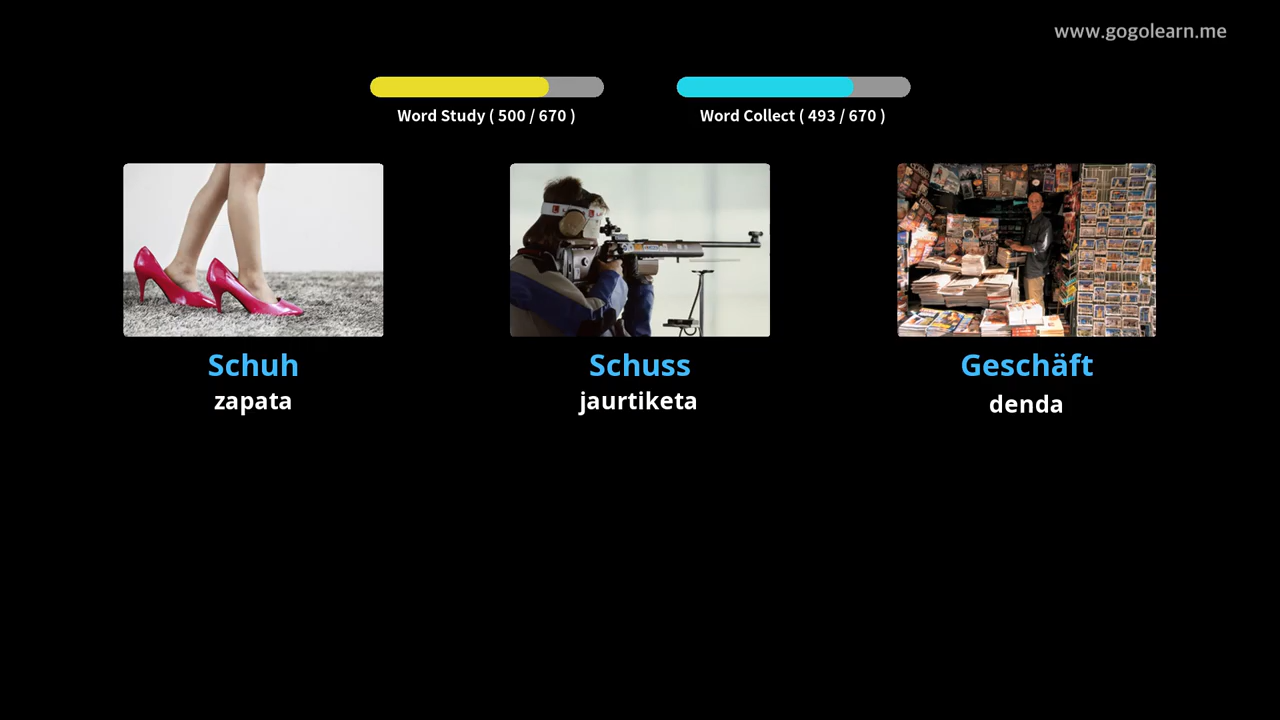 www.gogolearn.me
Word Study ( 500 / 670 )
Word Collect ( 493 / 670 )
Schuh
zapata
Schuss
jaurtiketa
Geschäft
denda